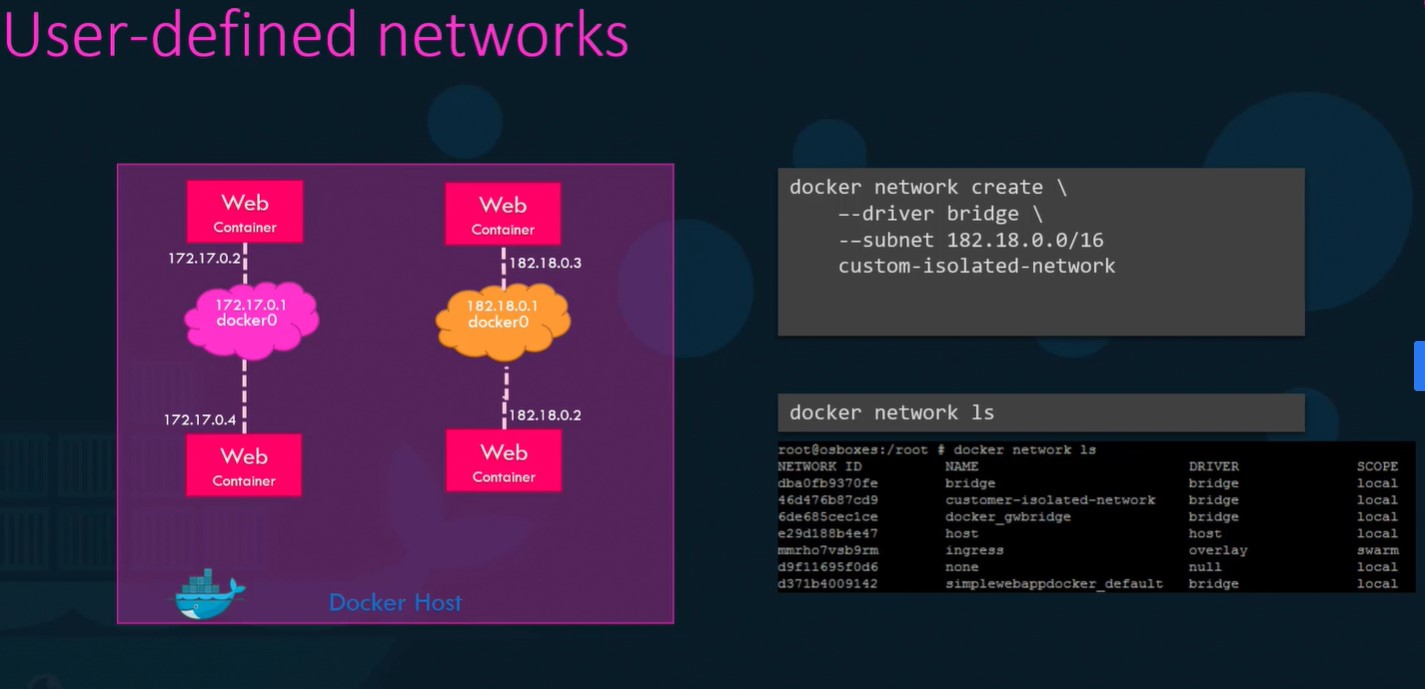 User-defined networks
Web
Container
172.17.0.2
172.17.0.1
docker0
172.17.0.4
Web
Container
Web
Container
182.18.0.3
182.18.0.1
docker0
182.18.0.2
Web
Container
Docker Host
docker network create \
--driver bridge \
--subnet 182.18.0.0/16
custom-isolated-network
docker network ls
root@osboxes:/root # docker network ls
NETWORK ID NAME DRIVER SCOPE
dba0fb9370fe bridge bridge local
46d476b87cd9 customer-isolated-network bridge local
6de685cec1ce docker_gwbridge bridge local
e29d188b4e47 host host local
mmrho7vsb9rm ingress overlay swarm
d9f11695f0d6 none null local
d371b4009142 simplewebappdocker_default bridge local